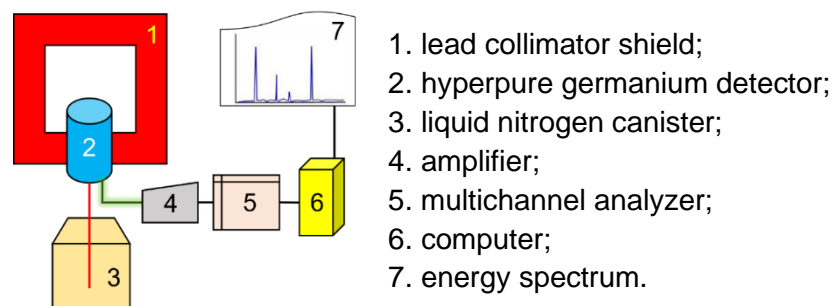 1
2
3
4
5
6
7
1. lead collimator shield;
2. hyperpure germanium detector;
3. liquid nitrogen canister;
4. amplifier;
5. multichannel analyzer;
6. computer;
7. energy spectrum.